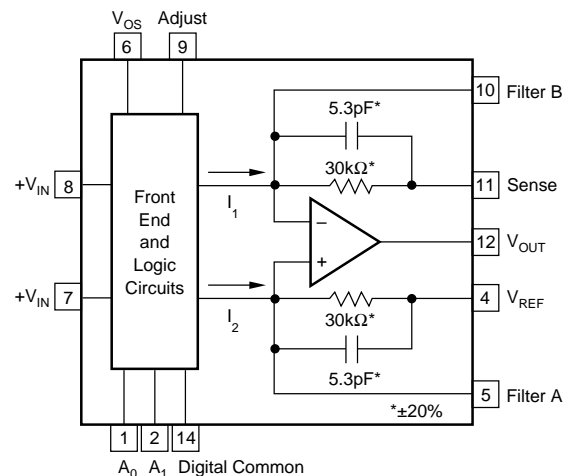 V_OS Adjust
6 9
10 Filter B
5.3pF*
30kΩ*
+V_IN 8
11 Sense
I_1
Front
End
and
Logic
Circuits
–
12 V_OUT
+
+V_IN 7
4 V_REF
I_2
30kΩ*
5.3pF*
*±20%
5 Filter A
1 2 14
A_0 A_1 Digital Common